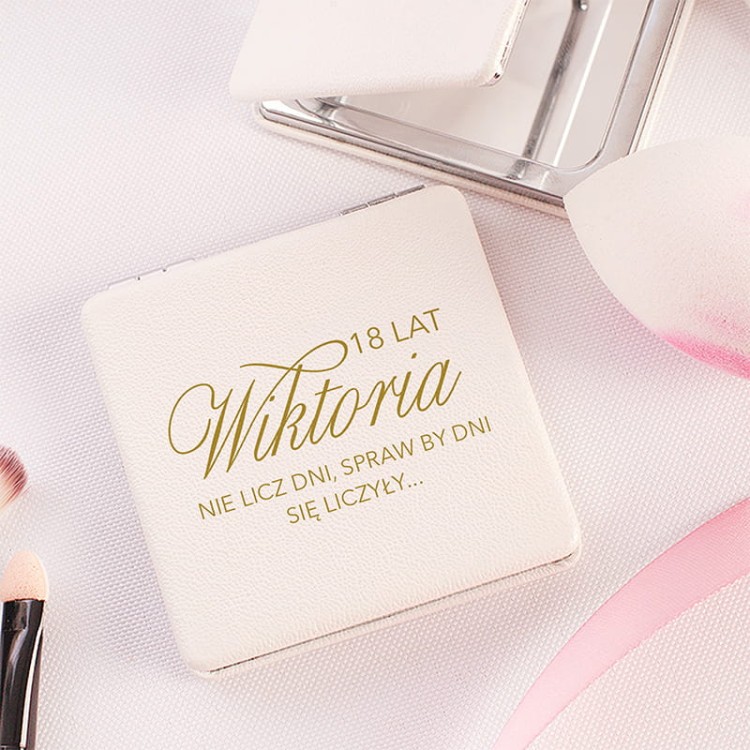 18 LAT
Wiktoria
NIE LICZ DNI, SPRAW BY DNI
SIĘ LICZYŁY...